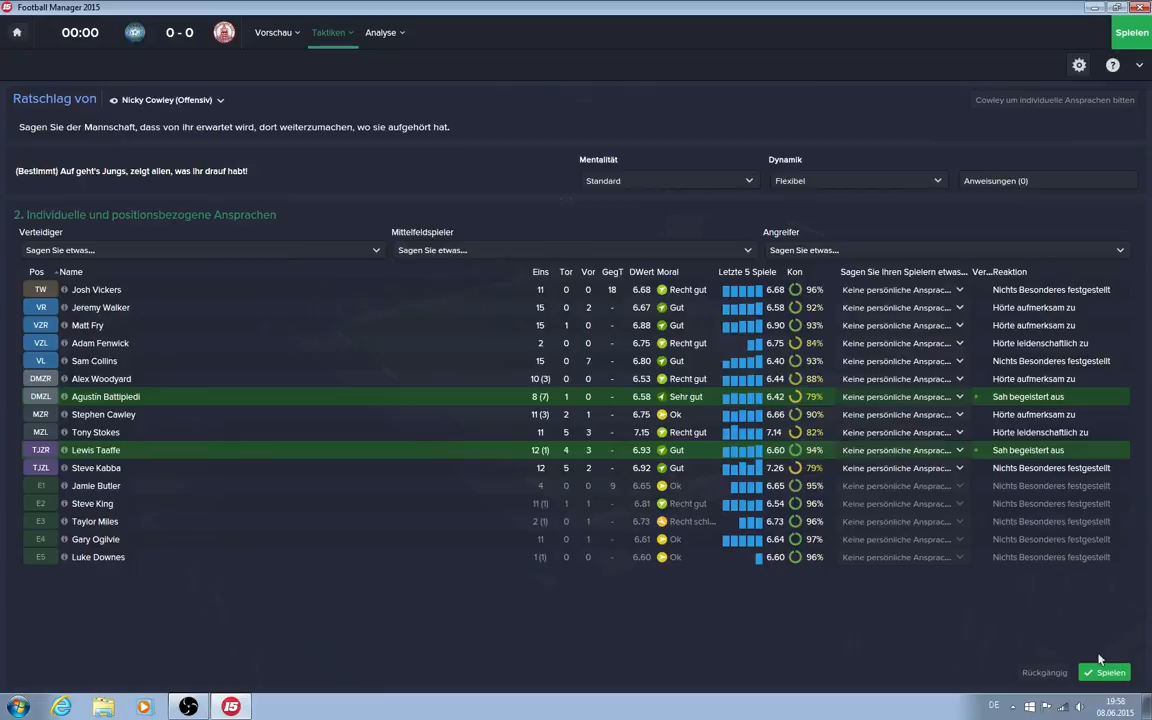 Football Manager 2015
00:00 0 - 0 Vorschau Taktiken Analyse Spielen
Ratschlag von Nicky Cowley (Offensiv) Cowley um individuelle Ansprachen bitten
Sagen Sie der Mannschaft, dass von ihr erwartet wird, dort weiterzumachen, wo sie aufgehört hat.
Mentalität Dynamik
(Bestimmt) Auf geht's Jungs, zeigt allen, was ihr drauf habt!
Standard Flexibel Anweisungen (0)
2. Individuelle und positionsbezogene Ansprachen
Verteidiger Mittelfeldspieler Angreifer
Sagen Sie etwas... Sagen Sie etwas... Sagen Sie etwas...
Pos Name Eins Tor Vor GegT DWert Moral Letzte 5 Spiele Kon Sagen Sie Ihren Spielern etwas... Ver... Reaktion
TW Josh Vickers 11 0 0 18 6.68 Recht gut 6.68 96% Keine persönliche Ansprac... Nichts Besonderes festgestellt
VR Jeremy Walker 15 0 2 - 6.67 Gut 6.58 92% Keine persönliche Ansprac... Hörte aufmerksam zu
VZR Matt Fry 15 1 0 - 6.88 Gut 6.90 93% Keine persönliche Ansprac... Hörte aufmerksam zu
VZL Adam Fenwick 2 0 0 - 6.75 Recht gut 6.75 84% Keine persönliche Ansprac... Hörte leidenschaftlich zu
VL Sam Collins 15 0 7 - 6.80 Gut 6.40 93% Keine persönliche Ansprac... Nichts Besonderes festgestellt
DMZR Alex Woodyard 10 (3) 0 0 - 6.53 Recht gut 6.44 88% Keine persönliche Ansprac... Hörte aufmerksam zu
DMZL Agustín Battipiedi 8 (7) 1 0 - 6.58 Sehr gut 6.42 79% Keine persönliche Ansprac... Sah begeistert aus
MZR Stephen Cawley 11 (3) 2 1 - 6.75 Ok 6.66 90% Keine persönliche Ansprac... Hörte aufmerksam zu
MZL Tony Stokes 11 5 3 - 7.15 Recht gut 7.14 82% Keine persönliche Ansprac... Hörte leidenschaftlich zu
TJZR Lewis Taaffe 12 (1) 4 3 - 6.93 Gut 6.60 94% Keine persönliche Ansprac... Sah begeistert aus
TJZL Steve Kabba 12 5 2 - 6.92 Gut 7.26 79% Keine persönliche Ansprac... Nichts Besonderes festgestellt
E1 Jamie Butler 4 0 0 9 6.65 Ok 6.65 95% Keine persönliche Ansprac... Nichts Besonderes festgestellt
E2 Steve King 11 (1) 1 1 - 6.81 Recht gut 6.54 96% Keine persönliche Ansprac... Nichts Besonderes festgestellt
E3 Taylor Miles 2 (1) 0 1 - 6.73 Recht schl... 6.73 96% Keine persönliche Ansprac... Nichts Besonderes festgestellt
E4 Gary Ogilvie 11 0 1 - 6.61 Ok 6.64 97% Keine persönliche Ansprac... Nichts Besonderes festgestellt
E5 Luke Downes 1 (1) 0 0 - 6.60 Ok 6.60 96% Keine persönliche Ansprac... Nichts Besonderes festgestellt
Rückgängig Spielen
DE 19:58
08.06.2015